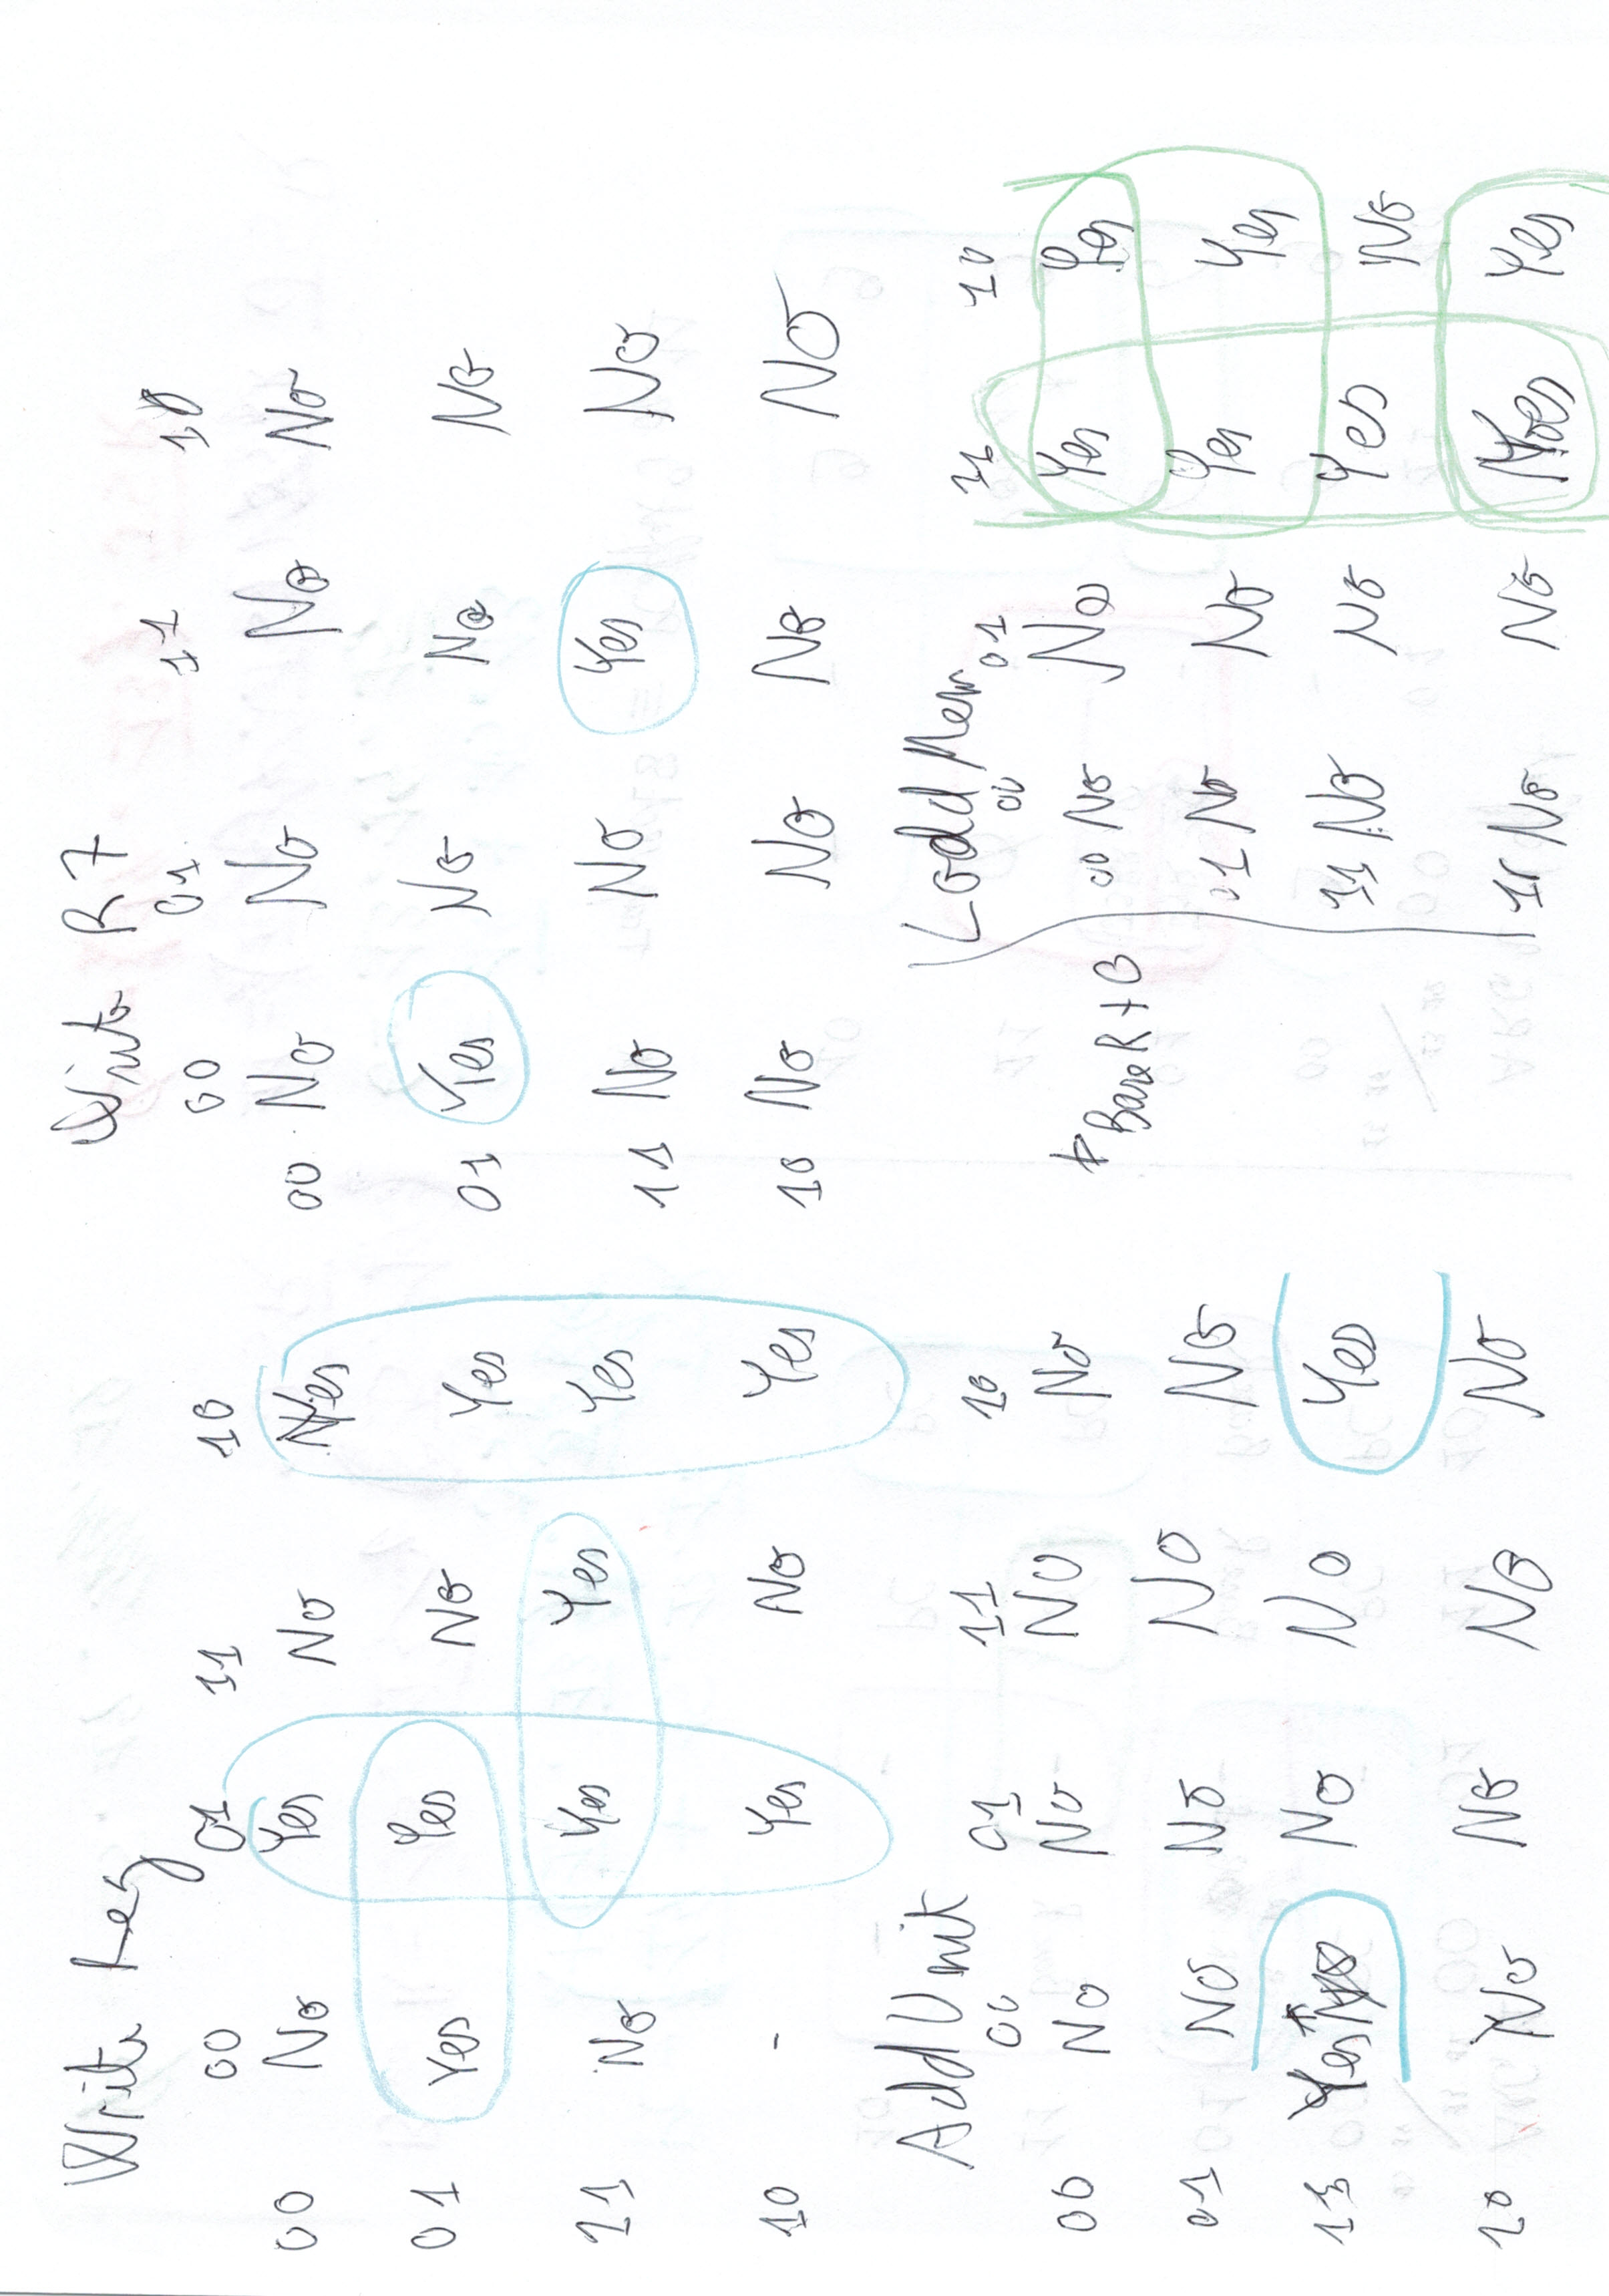 Write Reg
00 01 11 10
00 No Yes No Yes
01 Yes Yes No Yes
11 No Yes Yes Yes
10 - Yes No Yes
Write R7
00 01 11 10
00 No No No No
01 Yes No No No
11 No No Yes No
10 No No No No
Add Unit
00 01 11 10
00 No No No No
01 No No No No
11 Yes* No No Yes
10 No No No No
* Base R + 0
Load Mem
00 01 11 10
00 No No Yes Yes
01 No No Yes Yes
11 No No Yes No
10 No No Yes Yes